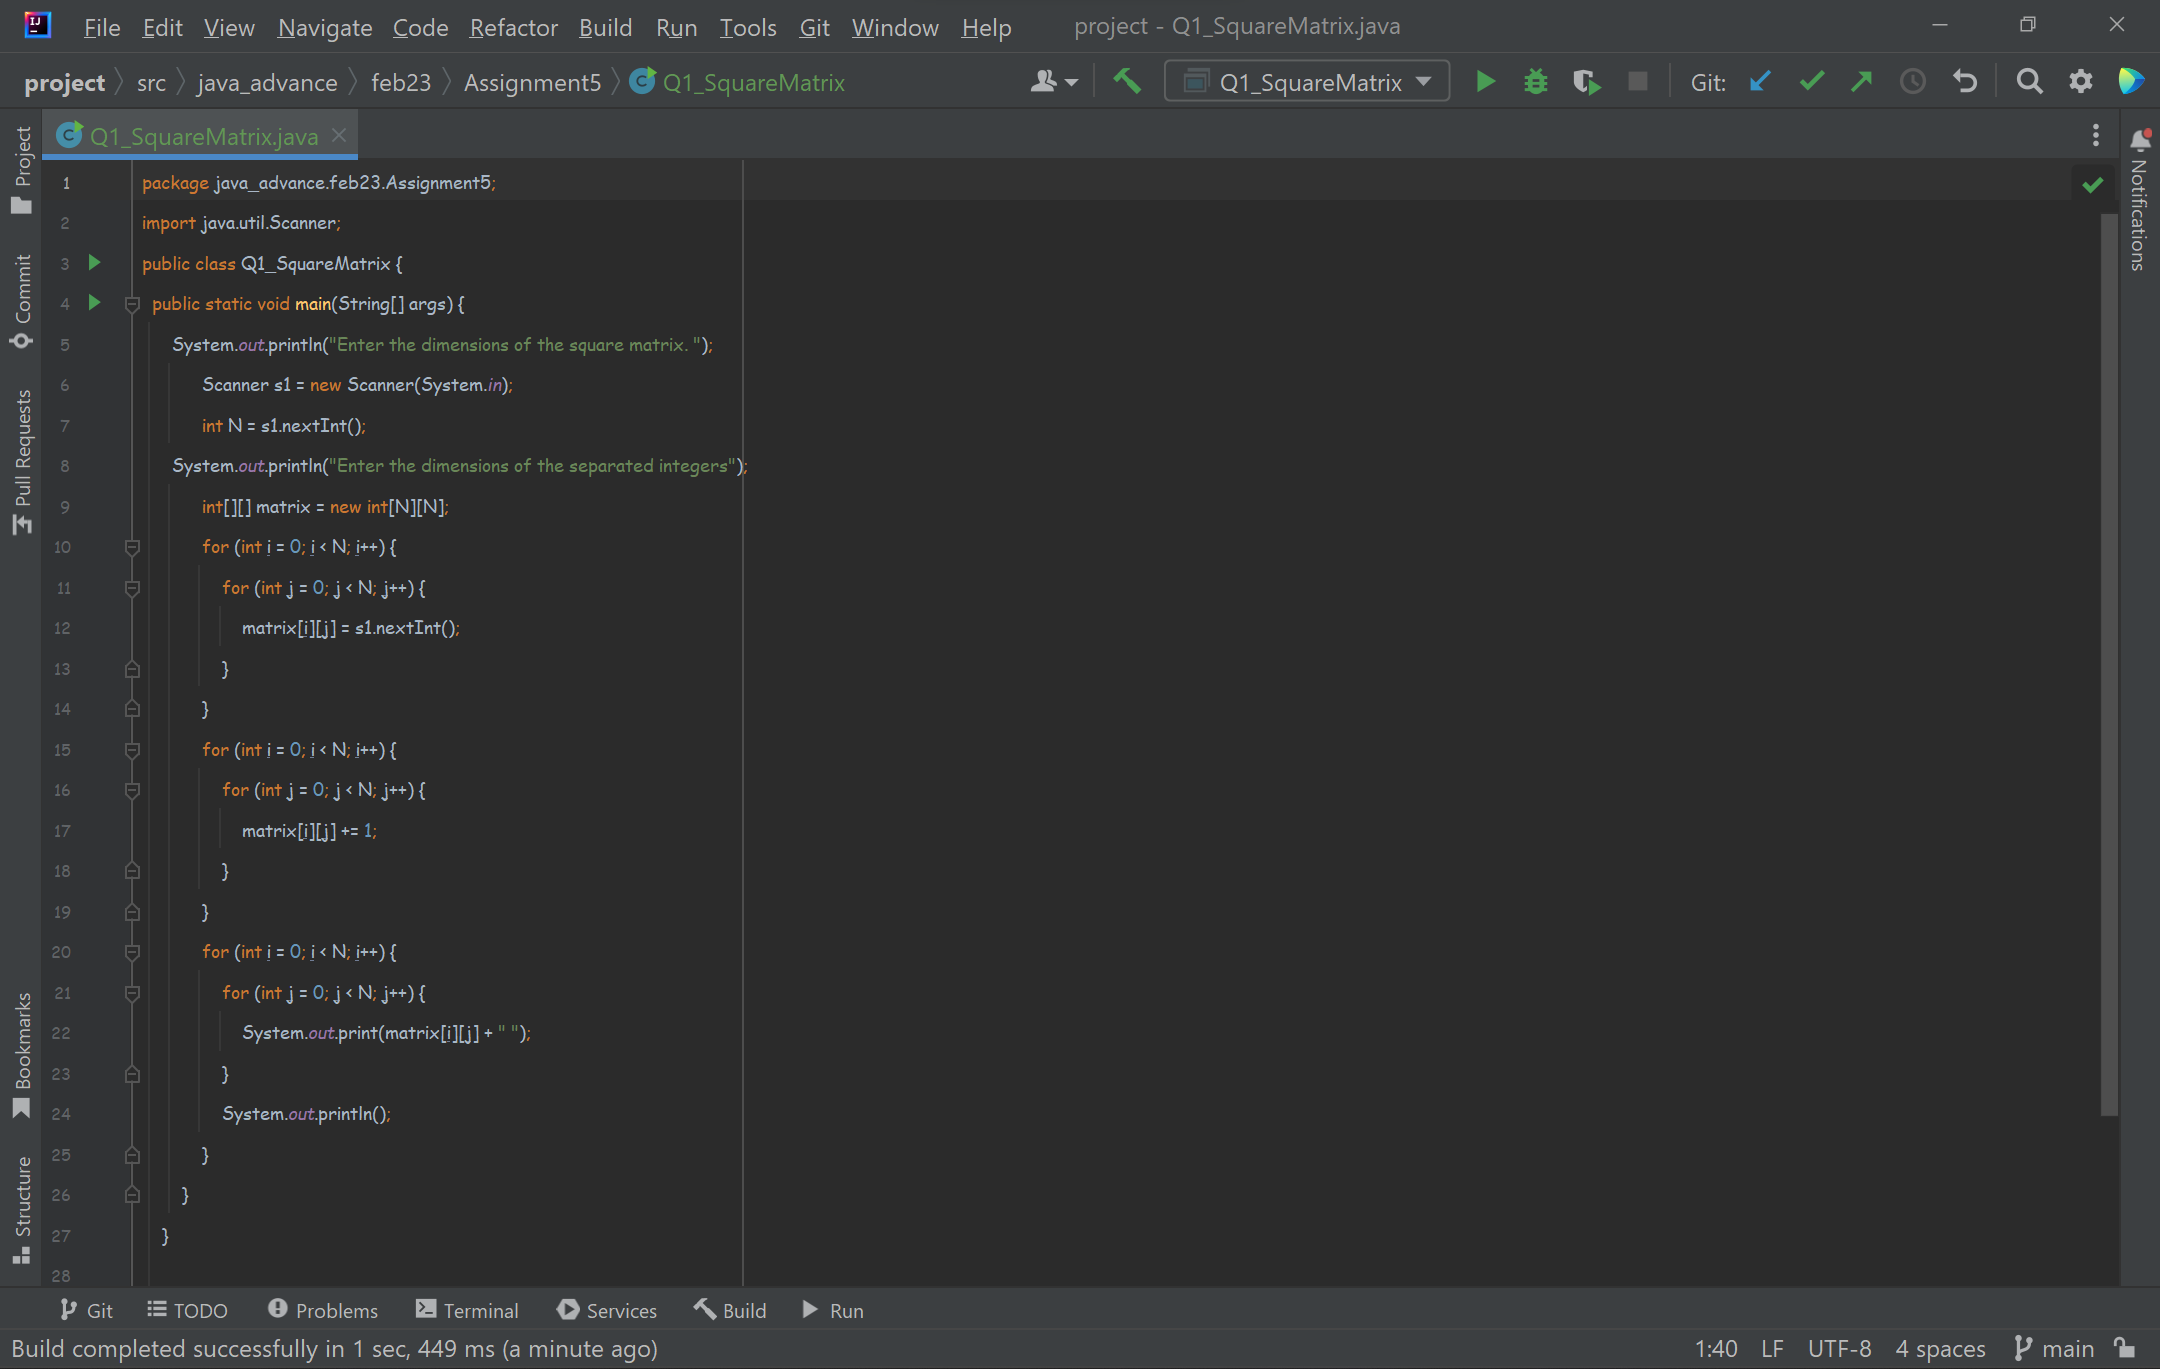 File Edit View Navigate Code Refactor Build Run Tools Git Window Help project - Q1_SquareMatrix.java
project src java_advance feb23 Assignment5 Q1_SquareMatrix Q1_SquareMatrix Git:
Q1_SquareMatrix.java
Project
Commit
Pull Requests
Bookmarks
Structure
Notifications
1 package java_advance.feb23.Assignment5;
2 import java.util.Scanner;
3 public class Q1_SquareMatrix {
4 public static void main(String[] args) {
5 System.out.println("Enter the dimensions of the square matrix. ");
6 Scanner s1 = new Scanner(System.in);
7 int N = s1.nextInt();
8 System.out.println("Enter the dimensions of the separated integers");
9 int[][] matrix = new int[N][N];
10 for (int i = 0; i < N; i++) {
11 for (int j = 0; j < N; j++) {
12 matrix[i][j] = s1.nextInt();
13 }
14 }
15 for (int i = 0; i < N; i++) {
16 for (int j = 0; j < N; j++) {
17 matrix[i][j] += 1;
18 }
19 }
20 for (int i = 0; i < N; i++) {
21 for (int j = 0; j < N; j++) {
22 System.out.print(matrix[i][j] + " ");
23 }
24 System.out.println();
25 }
26 }
27 }
28
Git TODO Problems Terminal Services Build Run
Build completed successfully in 1 sec, 449 ms (a minute ago) 1:40 LF UTF-8 4 spaces main